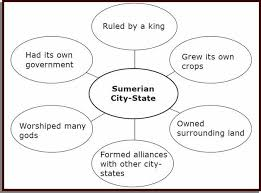 Ruled by a king
Had its own
government
Grew its own
crops
Sumerian
City-State
Worshiped many
gods
Owned
surrounding land
Formed alliances
with other city-
states